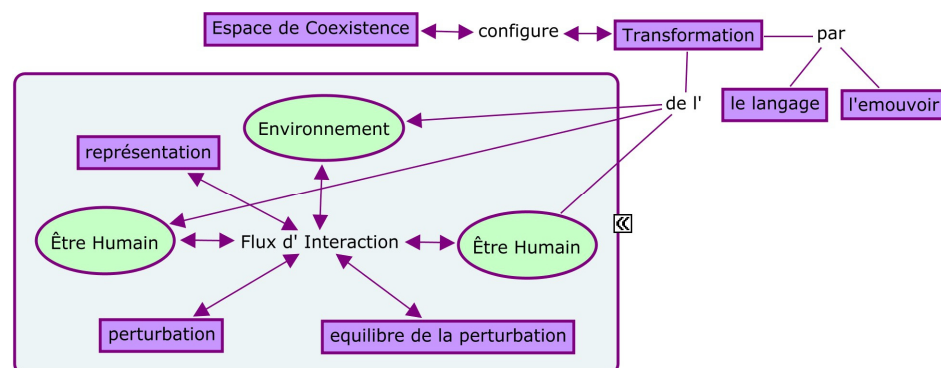 Espace de Coexistence
configure
Transformation
par
le langage
l'emouvoir
de l'
Environnement
représentation
Être Humain
Flux d' Interaction
Être Humain
perturbation
equilibre de la perturbation